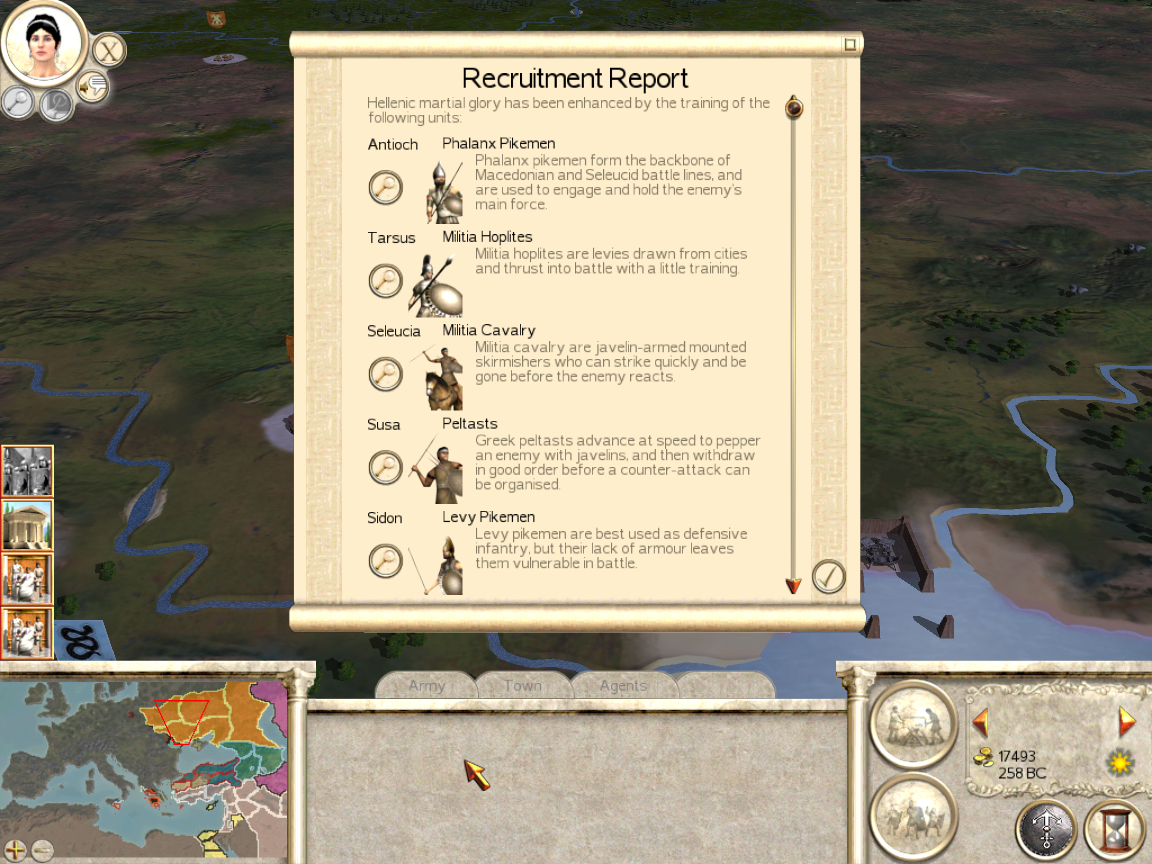 Recruitment Report
Hellenic martial glory has been enhanced by the training of the
following units:
Antioch
Phalanx Pikemen
Phalanx pikemen form the backbone of
Macedonian and Seleucid battle lines, and
are used to engage and hold the enemy's
main force.
Tarsus
Militia Hoplites
Militia hoplites are levies drawn from cities
and thrust into battle with a little training.
Seleucia
Militia Cavalry
Militia cavalry are javelin-armed mounted
skirmishers who can strike quickly and be
gone before the enemy reacts.
Susa
Peltasts
Greek peltasts advance at speed to pepper
an enemy with javelins, and then withdraw
in good order before a counter-attack can
be organised.
Sidon
Levy Pikemen
Levy pikemen are best used as defensive
infantry, but their lack of armour leaves
them vulnerable in battle.
Army
Town
Agents
17493
258 BC